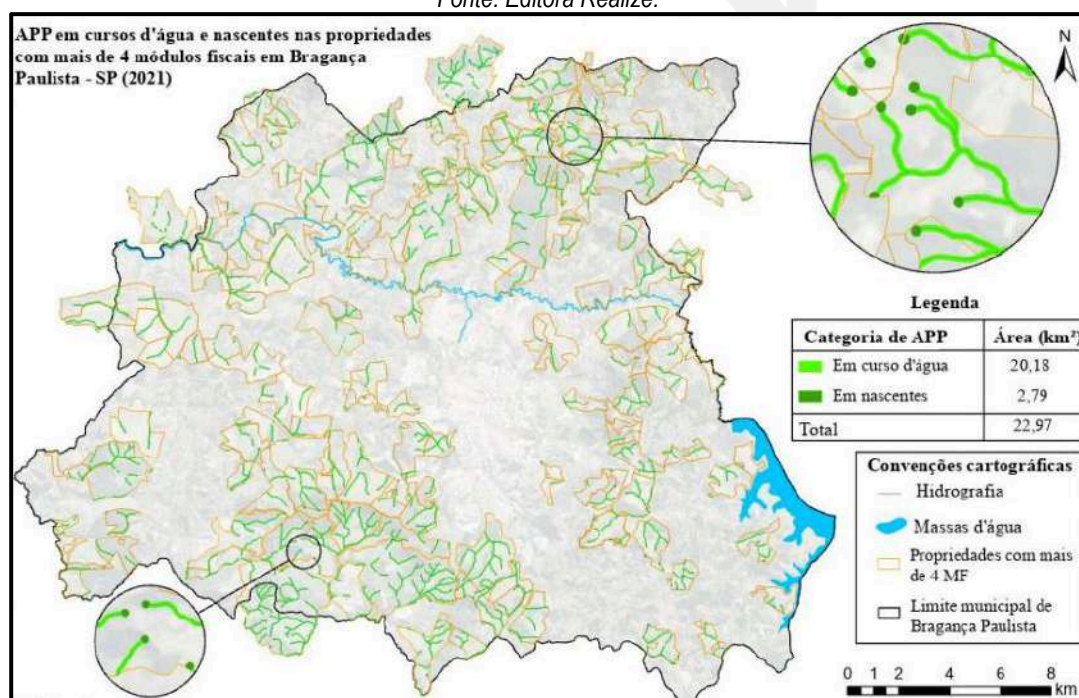 Fonte: Editora Realize.
APP em cursos d'água e nascentes nas propriedades
com mais de 4 módulos fiscais em Bragança
Paulista - SP (2021)
N
Legenda
Categoria de APP Área (km²)
Em curso d'água 20,18
Em nascentes 2,79
Total 22,97
Convenções cartográficas
Hidrografia
Massas d'água
Propriedades com mais
de 4 MF
Limite municipal de
Bragança Paulista
0 1 2 4 6 8
km